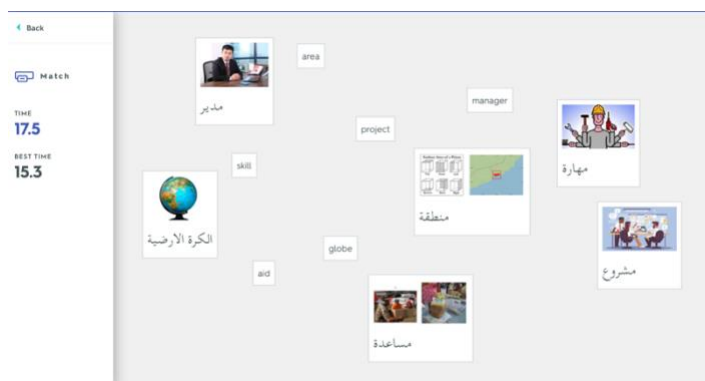 Back
Match
TIME
17.5
BEST TIME
15.3
area
manager
مدير
project
مهارة
skill
منطقة
الكرة الارضية
globe
مشروع
aid
مساعدة